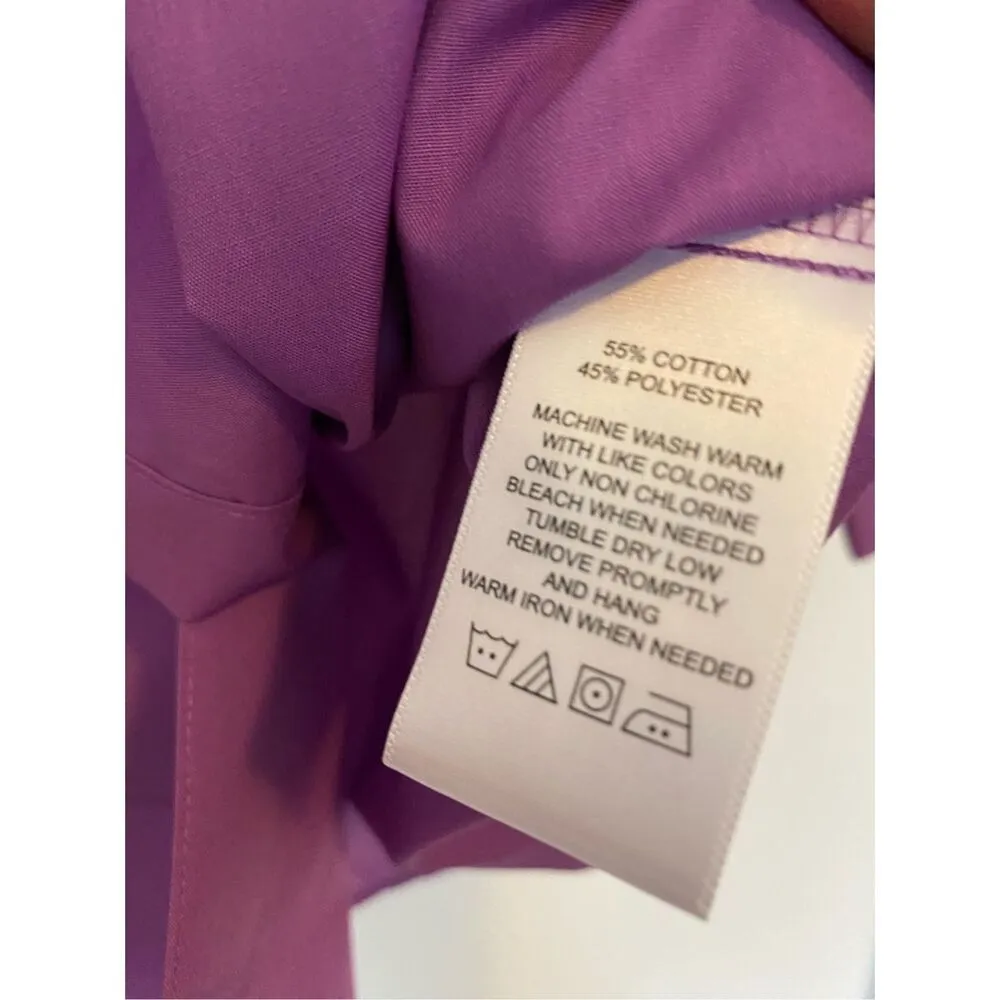 55% COTTON
45% POLYESTER
MACHINE WASH WARM
WITH LIKE COLORS
ONLY NON CHLORINE
BLEACH WHEN NEEDED
TUMBLE DRY LOW
REMOVE PROMPTLY
AND HANG
WARM IRON WHEN NEEDED